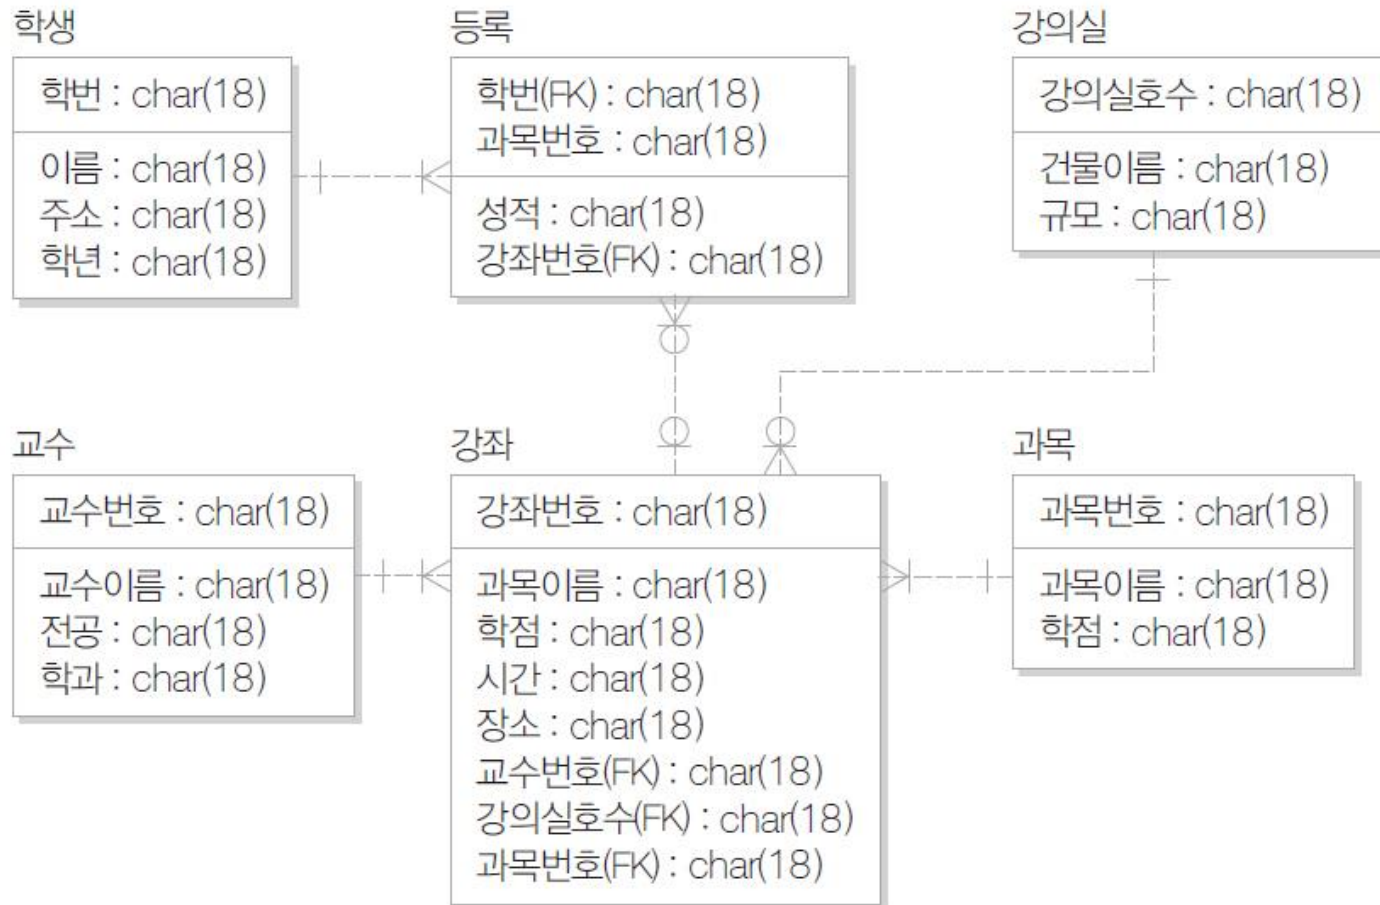 학생
학번 : char(18)
이름 : char(18)
주소 : char(18)
학년 : char(18)
등록
학번(FK) : char(18)
과목번호 : char(18)
성적 : char(18)
강좌번호(FK) : char(18)
강의실
강의실호수 : char(18)
건물이름 : char(18)
규모 : char(18)
교수
교수번호 : char(18)
교수이름 : char(18)
전공 : char(18)
학과 : char(18)
강좌
강좌번호 : char(18)
과목이름 : char(18)
학점 : char(18)
시간 : char(18)
장소 : char(18)
교수번호(FK) : char(18)
강의실호수(FK) : char(18)
과목번호(FK) : char(18)
과목
과목번호 : char(18)
과목이름 : char(18)
학점 : char(18)